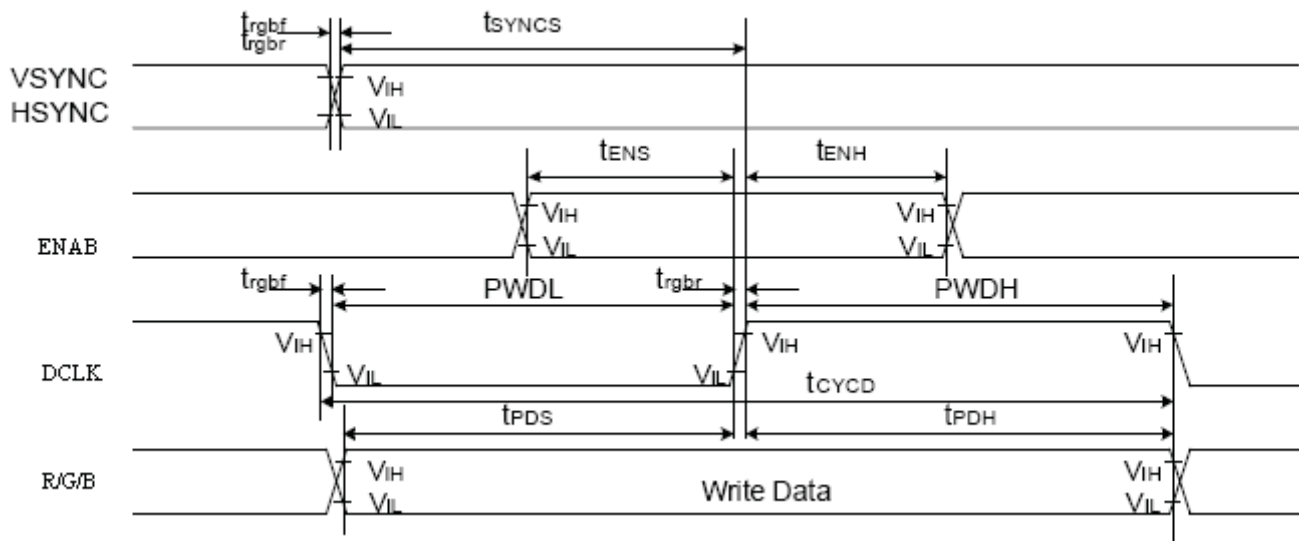 trgbf
trgbr
tSYNCS
VSYNC
HSYNC
VIH
VIL
tENS
tENH
ENAB
VIH
VIL
VIH
VIL
trgbf
PWDL
trgbr
PWDH
DCLK
VIH
VIL
VIL
VIH
VIH
tCYCD
tPDS
tPDH
R/G/B
VIH
VIL
Write Data
VIH
VIL